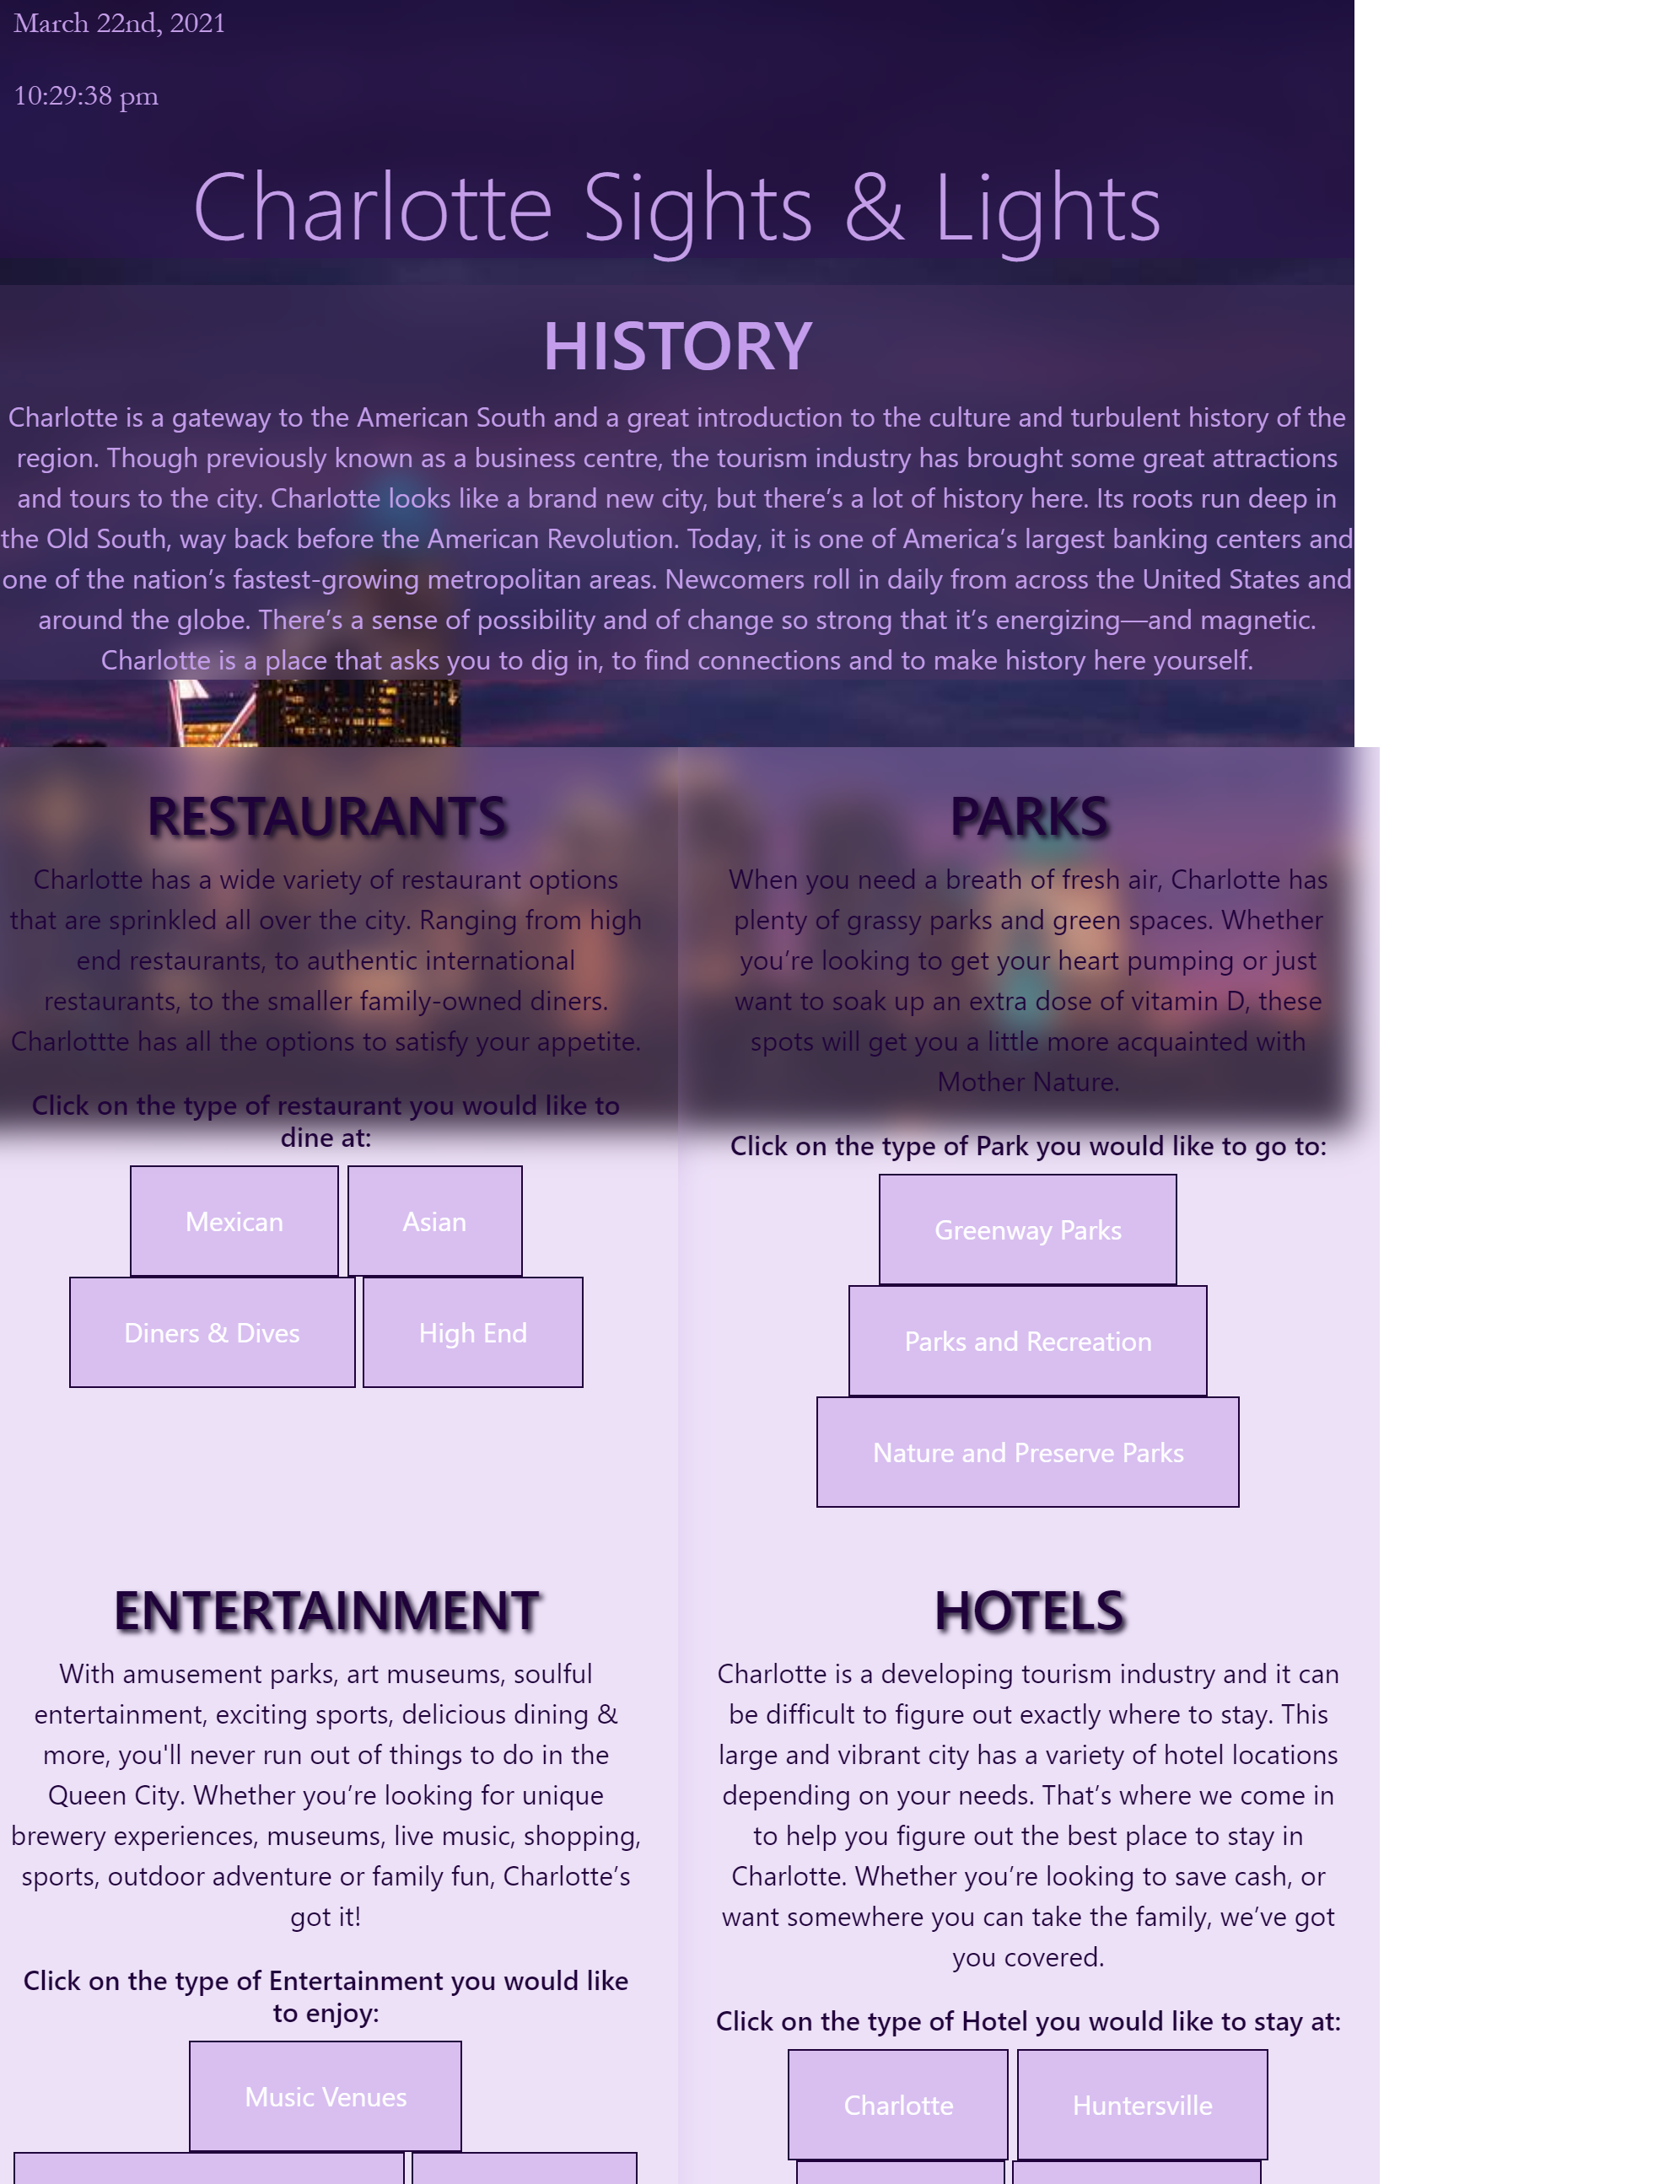 March 22nd, 2021
10:29:38 pm
Charlotte Sights & Lights
HISTORY
Charlotte is a gateway to the American South and a great introduction to the culture and turbulent history of the
region. Though previously known as a business centre, the tourism industry has brought some great attractions
and tours to the city. Charlotte looks like a brand new city, but there’s a lot of history here. Its roots run deep in
the Old South, way back before the American Revolution. Today, it is one of America’s largest banking centers and
one of the nation’s fastest-growing metropolitan areas. Newcomers roll in daily from across the United States and
around the globe. There’s a sense of possibility and of change so strong that it’s energizing—and magnetic.
Charlotte is a place that asks you to dig in, to find connections and to make history here yourself.
RESTAURANTS
Charlotte has a wide variety of restaurant options
that are sprinkled all over the city. Ranging from high
end restaurants, to authentic international
restaurants, to the smaller family-owned diners.
Charlottte has all the options to satisfy your appetite.
Click on the type of restaurant you would like to
dine at:
Mexican
Asian
Diners & Dives
High End
PARKS
When you need a breath of fresh air, Charlotte has
plenty of grassy parks and green spaces. Whether
you’re looking to get your heart pumping or just
want to soak up an extra dose of vitamin D, these
spots will get you a little more acquainted with
Mother Nature.
Click on the type of Park you would like to go to:
Greenway Parks
Parks and Recreation
Nature and Preserve Parks
ENTERTAINMENT
With amusement parks, art museums, soulful
entertainment, exciting sports, delicious dining &
more, you'll never run out of things to do in the
Queen City. Whether you’re looking for unique
brewery experiences, museums, live music, shopping,
sports, outdoor adventure or family fun, Charlotte’s
got it!
Click on the type of Entertainment you would like
to enjoy:
Music Venues
HOTELS
Charlotte is a developing tourism industry and it can
be difficult to figure out exactly where to stay. This
large and vibrant city has a variety of hotel locations
depending on your needs. That’s where we come in
to help you figure out the best place to stay in
Charlotte. Whether you’re looking to save cash, or
want somewhere you can take the family, we’ve got
you covered.
Click on the type of Hotel you would like to stay at:
Charlotte
Huntersville